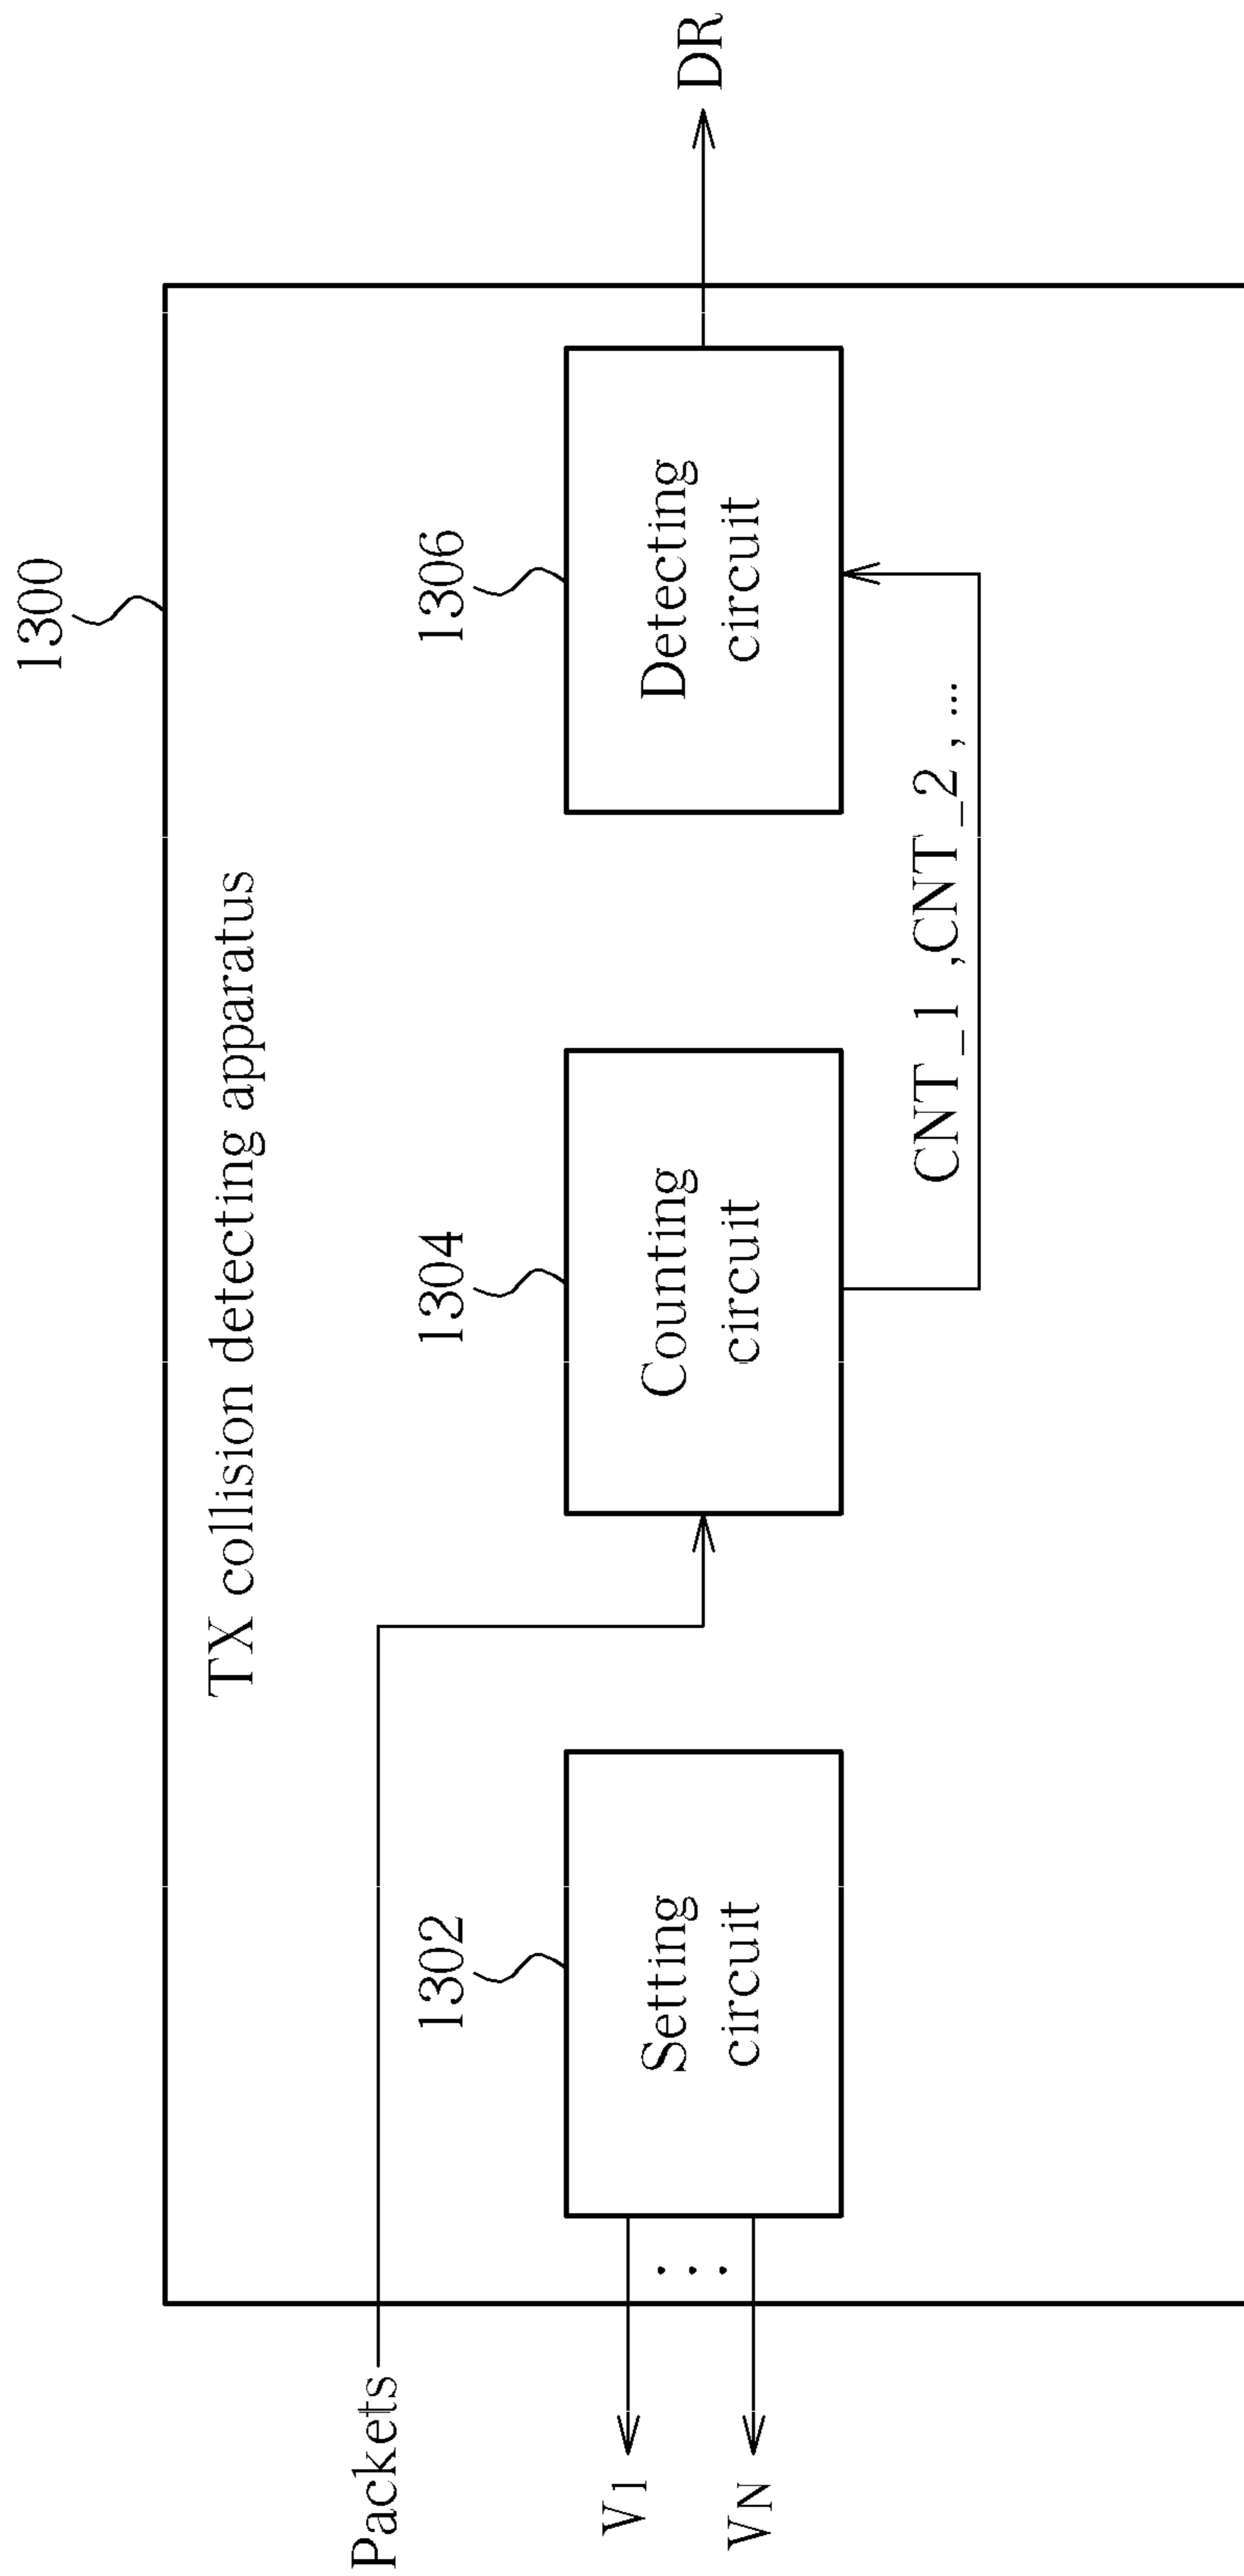 1300
TX collision detecting apparatus
Packets
1302
1304
1306
Setting
circuit
Counting
circuit
Detecting
circuit
V1
...
VN
DR
CNT_1 ,CNT_2 , ...